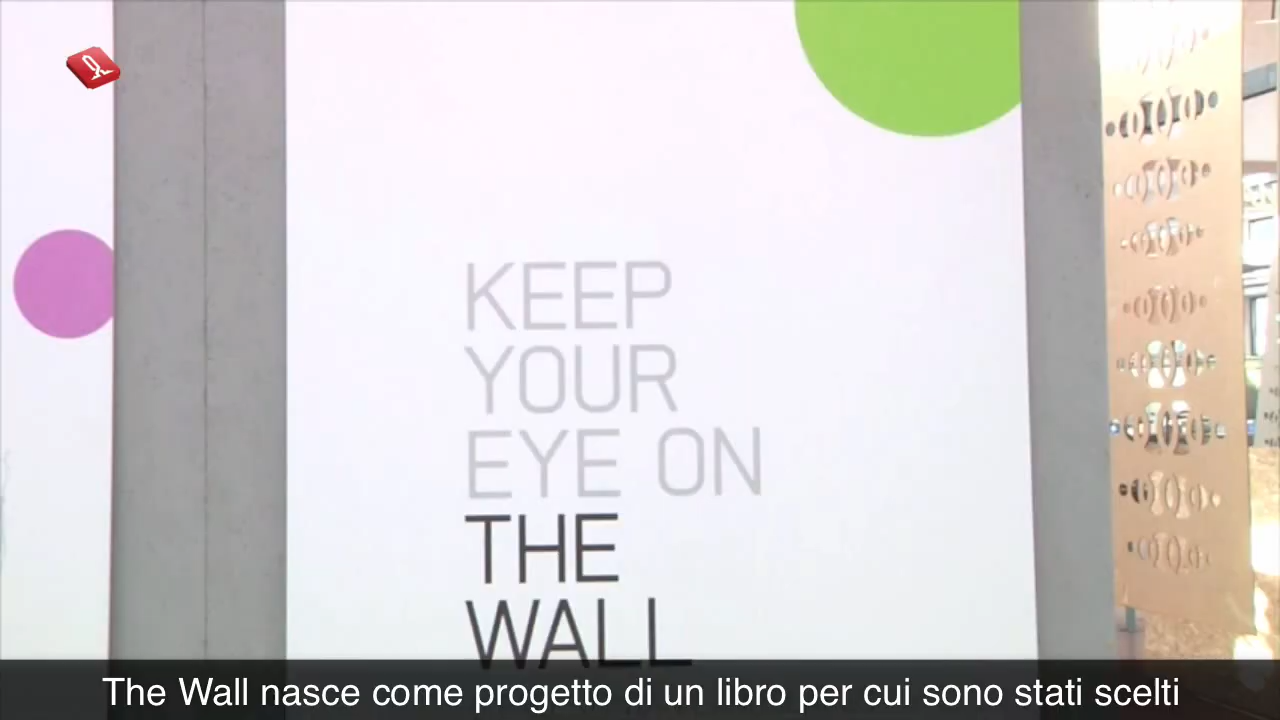 KEEP
YOUR
EYE ON
THE
WALL
The Wall nasce come progetto di un libro per cui sono stati scelti